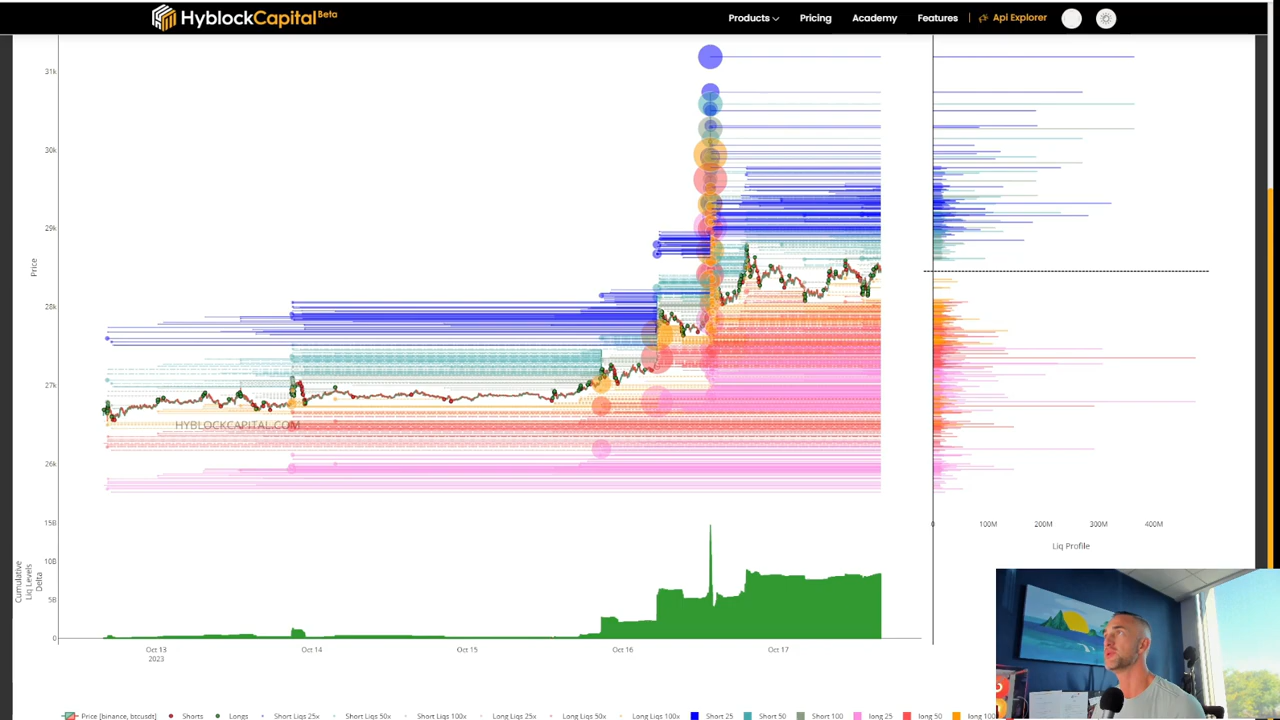 HyblockCapital Beta
Products Pricing Academy Features Api Explorer
31k
30k
29k
28k
27k
26k
Price
HYBLOCKCAPITAL.COM
0 100M 200M 300M 400M
Liq Profile
15B
10B
5B
0
Cumulative
Liq Levels
Delta
Oct 13
2023
Oct 14
Oct 15
Oct 16
Oct 17
Price [binance, btcusdt] Shorts Longs Short Liqs 25x Short Liqs 50x Short Liqs 100x Long Liqs 25x Long Liqs 50x Long Liqs 100x Short 25 Short 50 Short 100 long 25 long 50 long 100